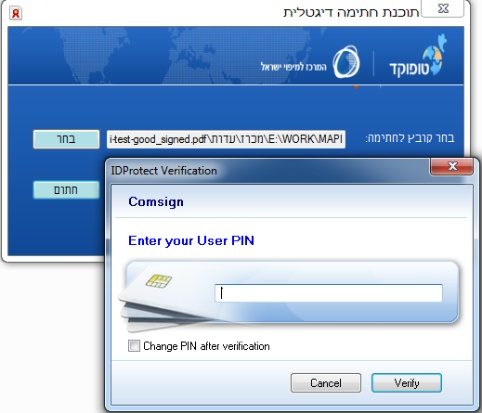 תוכנת חתימה דיגטלית
טופוקד
המרכז למיפוי ישראל
בחר קובץ לחתימה:
i-test-good_signed.pdf\מכרז\עדות\E:\WORK\MAPI
בחר
חתום
IDProtect Verification
Comsign
Enter your User PIN
Change PIN after verification
Cancel
Verify